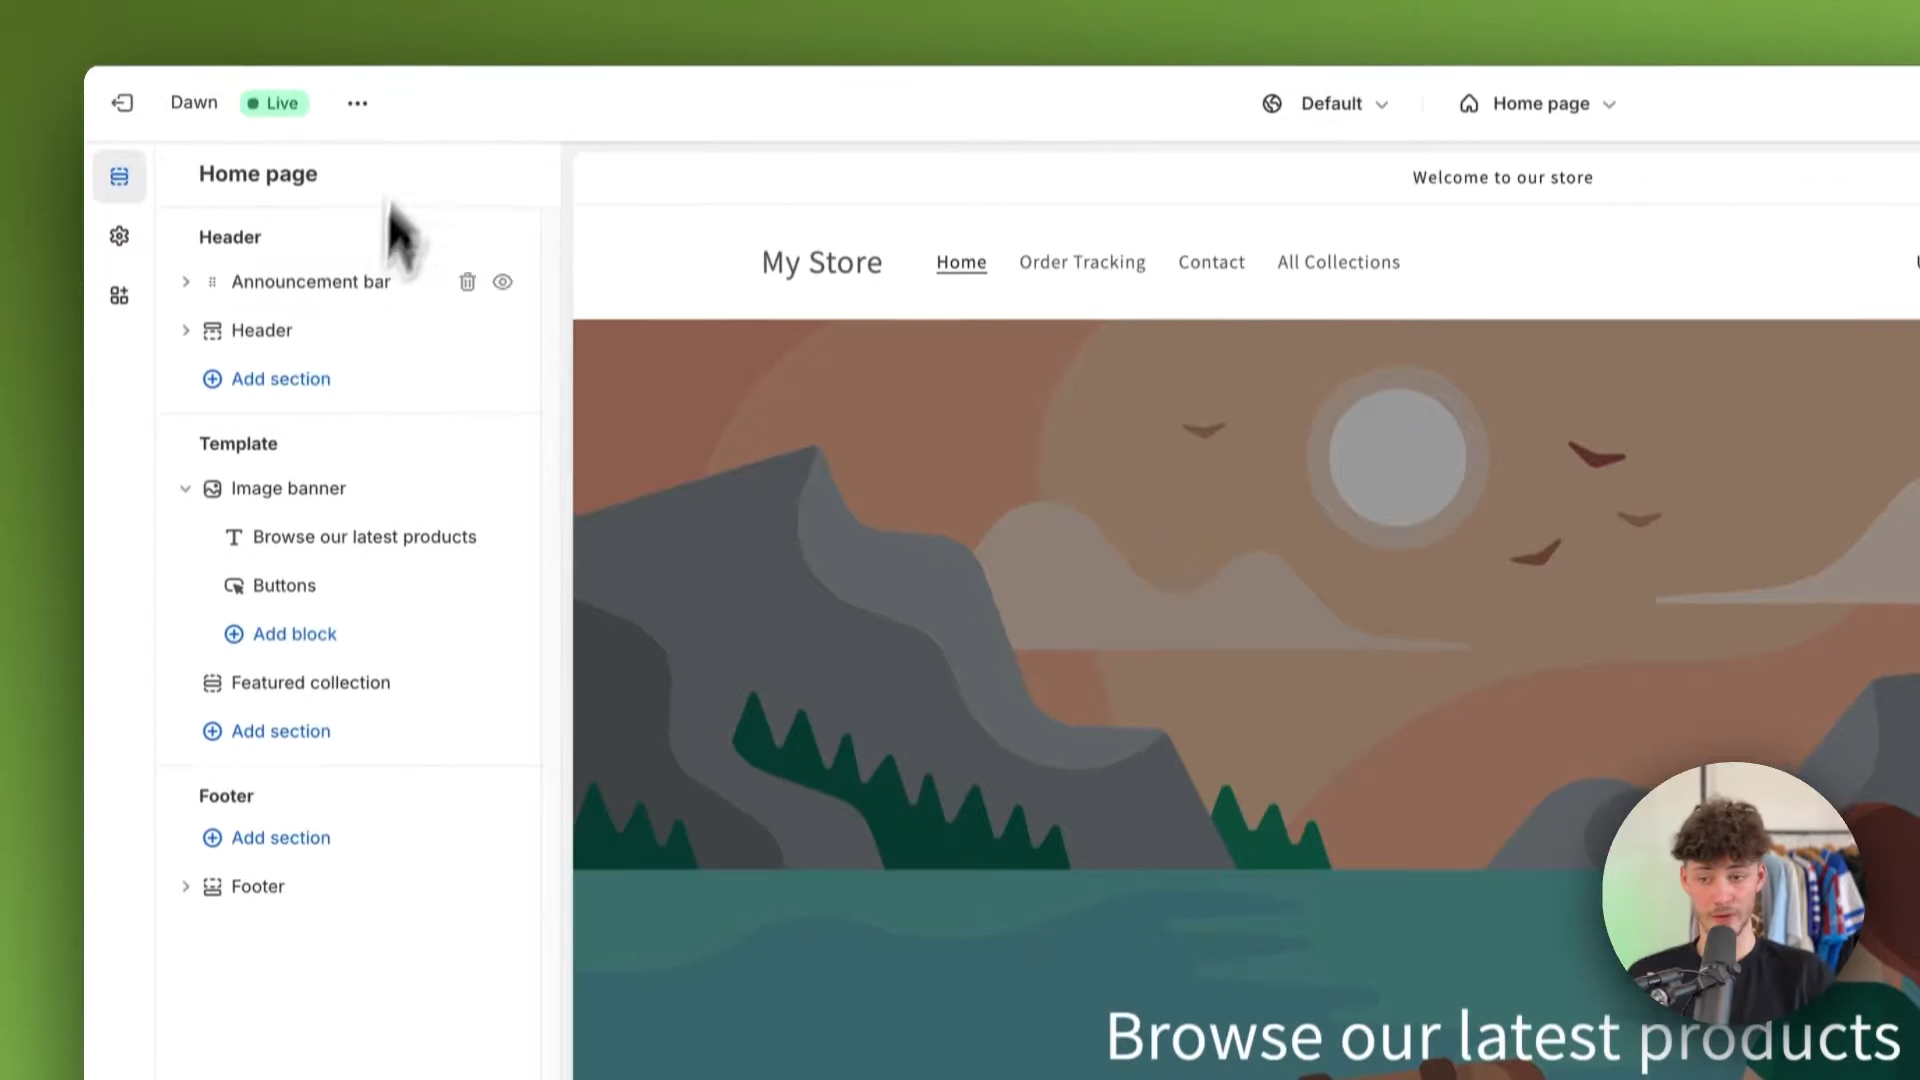 Dawn
Live
Default
Home page
Home page
Header
Announcement bar
Header
Add section
Template
Image banner
Browse our latest products
Buttons
Add block
Featured collection
Add section
Footer
Add section
Footer
Welcome to our store
My Store
Home
Order Tracking
Contact
All Collections
Browse our latest products